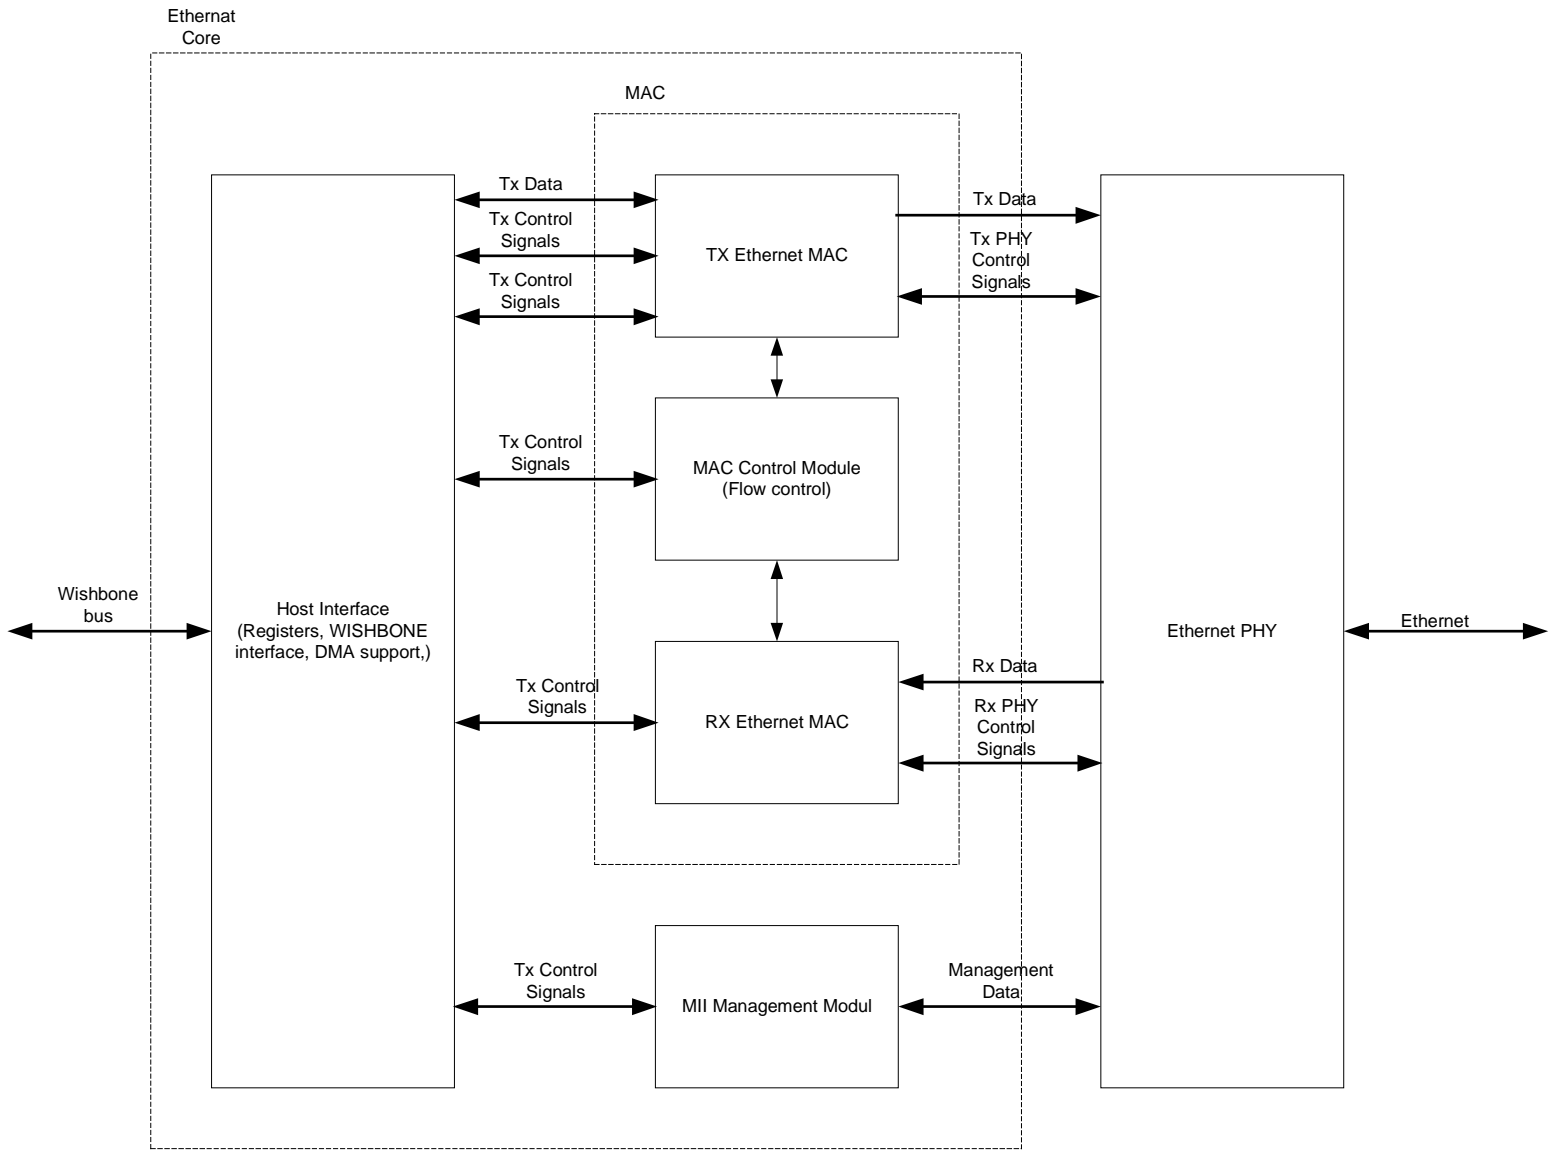 Ethernat
Core
MAC
Tx Data
Tx Control
Signals
Tx Control
Signals
TX Ethernet MAC
Tx Data
Tx PHY
Control
Signals
Tx Control
Signals
MAC Control Module
(Flow control)
Wishbone
bus
Host Interface
(Registers, WISHBONE
interface, DMA support,)
Ethernet PHY
Ethernet
Tx Control
Signals
RX Ethernet MAC
Rx Data
Rx PHY
Control
Signals
Tx Control
Signals
MII Management Modul
Management
Data